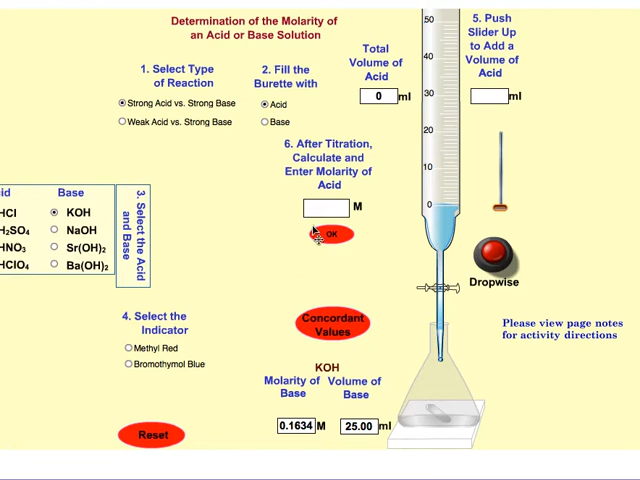 Determination of the Molarity of
an Acid or Base Solution
1. Select Type
of Reaction
Strong Acid vs. Strong Base
Weak Acid vs. Strong Base
2. Fill the
Burette with
Acid
Base
Total
Volume of
Acid
0 ml
50
40
30
20
10
0
5. Push
Slider Up
to Add a
Volume of
Acid
ml
6. After Titration,
Calculate and
Enter Molarity of
Acid
M
OK
id Base
HCl KOH
H₂SO₄ NaOH
HNO₃ Sr(OH)₂
HClO₄ Ba(OH)₂
3. Select the Acid
and Base
Dropwise
4. Select the
Indicator
Methyl Red
Bromothymol Blue
Concordant
Values
Please view page notes
for activity directions
KOH
Molarity of
Base
Volume of
Base
0.1634 M 25.00 ml
Reset